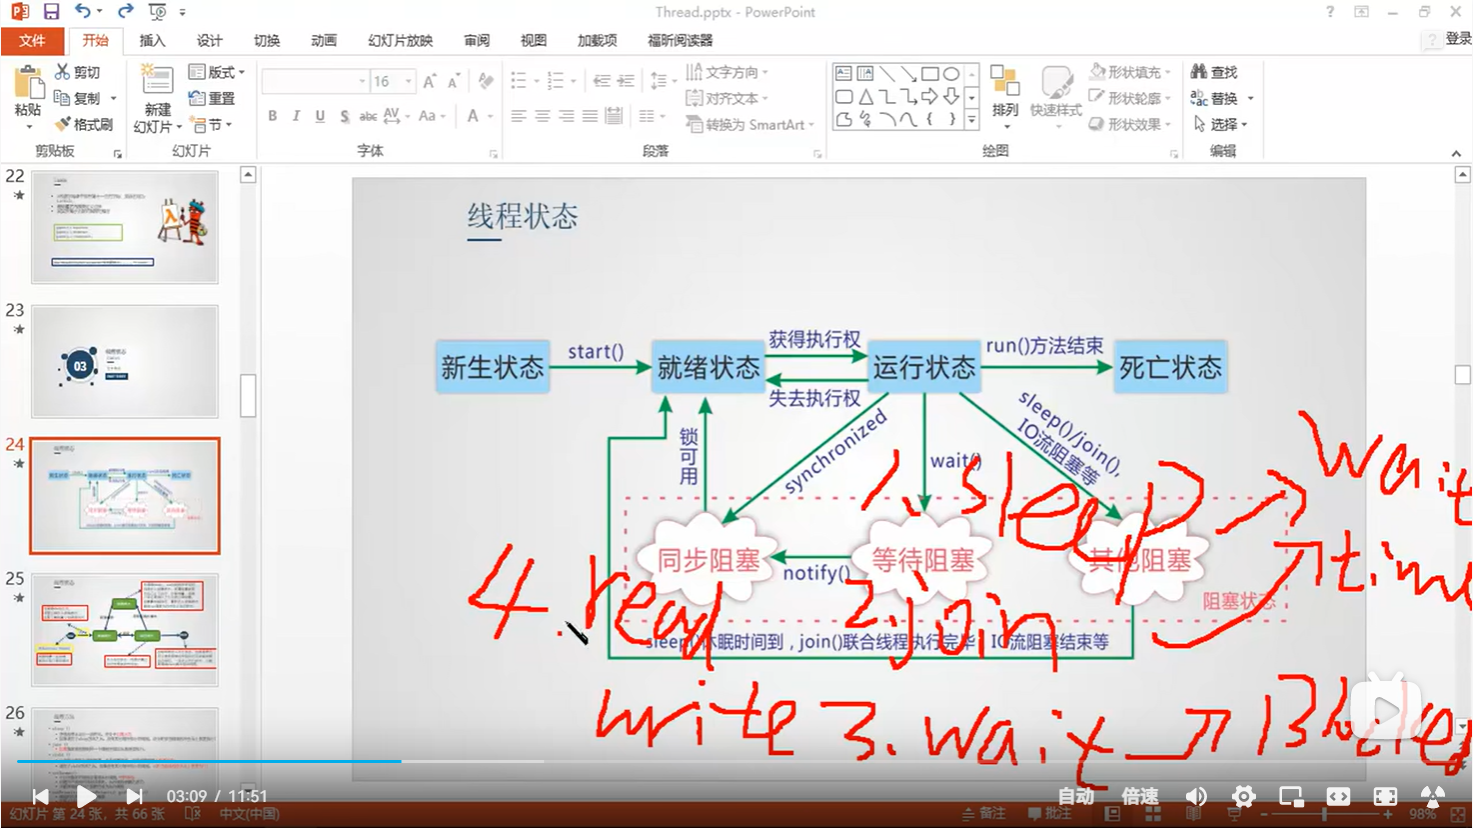 Thread.pptx - PowerPoint
文件 开始 插入 设计 切换 动画 幻灯片放映 审阅 视图 加载项 福昕阅读器 登录
粘贴 剪切 复制 格式刷
剪贴板
新建 幻灯片 版式 重置 节
幻灯片
16
B I U S abc AV Aa A
字体
文字方向
对齐文本
转换为 SmartArt
段落
排列 快速样式
形状填充
形状轮廓
形状效果
绘图
查找
替换
选择
编辑
22
23
03
24
25
26
线程状态
新生状态 start() 就绪状态 获得执行权 失去执行权 运行状态 run()方法结束 死亡状态
锁可用
synchronized
wait()
sleep()/join(),
IO流阻塞等
同步阻塞 notify() 等待阻塞 其他阻塞
阻塞状态
sleep()休眠时间到，join()联合线程执行完毕 IO流阻塞结束等
1. sleep → wait
2. join → time
3. wait
4. read
write
03:09 / 11:51
自动 倍速
幻灯片 第 24 张，共 66 张 中文(中国)
备注 批注 98%